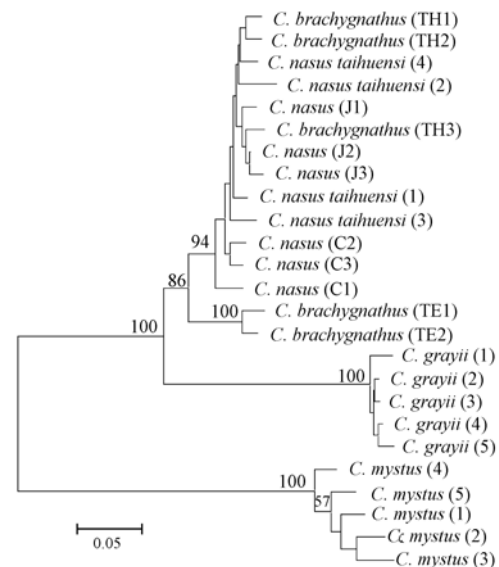 C. brachygnathus (TH1)
C. brachygnathus (TH2)
C. nasus taihuensi (4)
C. nasus taihuensi (2)
C. nasus (J1)
C. brachygnathus (TH3)
C. nasus (J2)
C. nasus (J3)
C. nasus taihuensi (1)
C. nasus taihuensi (3)
94
C. nasus (C2)
C. nasus (C3)
86
C. nasus (C1)
100
C. brachygnathus (TE1)
100
C. brachygnathus (TE2)
C. grayii (1)
100
C. grayii (2)
C. grayii (3)
C. grayii (4)
C. grayii (5)
100
C. mystus (4)
57
C. mystus (5)
C. mystus (1)
Cc mystus (2)
0.05
C. mystus (3)